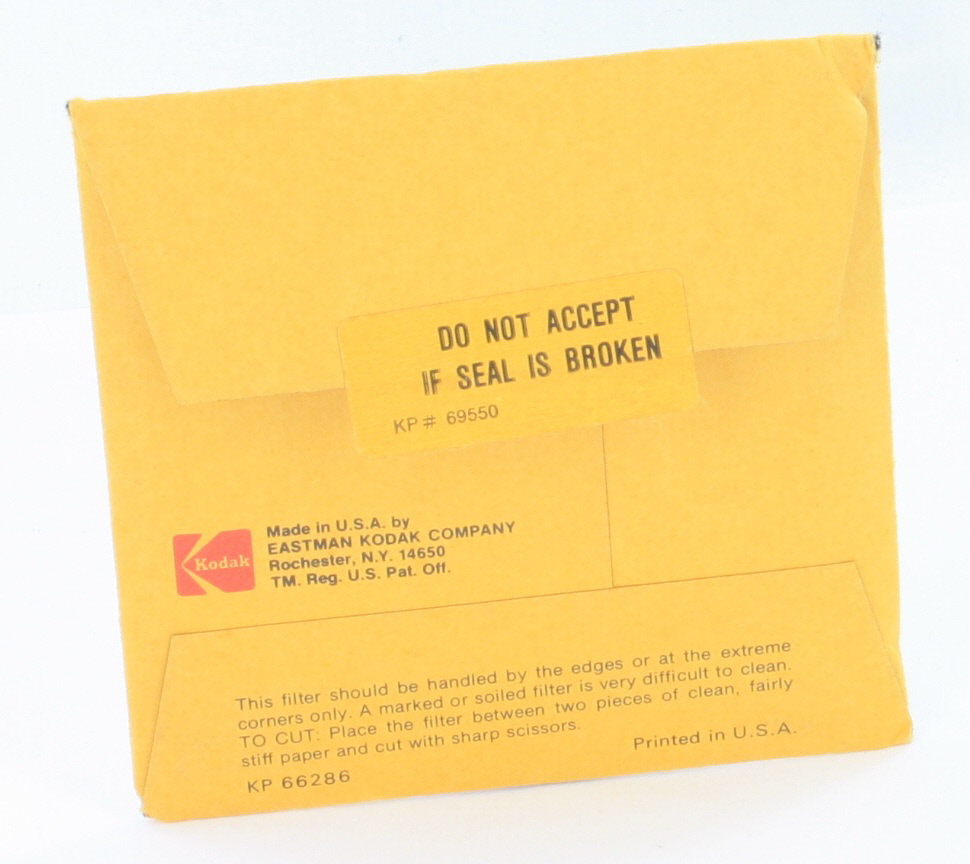 DO NOT ACCEPT
IF SEAL IS BROKEN
KP# 69550
Kodak
Made in U.S.A. by
EASTMAN KODAK COMPANY
Rochester, N.Y. 14650
TM. Reg. U.S. Pat. Off.
This filter should be handled by the edges or at the extreme
corners only. A marked or soiled filter is very difficult to clean.
TO CUT: Place the filter between two pieces of clean, fairly
stiff paper and cut with sharp scissors.
Printed in U.S.A.
KP 66286